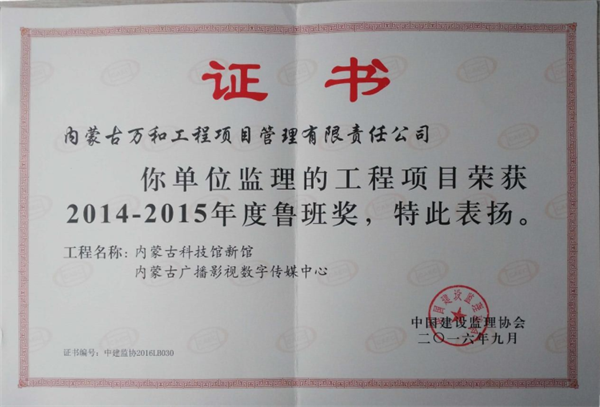 证书
内蒙古万和工程项目管理有限责任公司
你单位监理的工程项目荣获
2014-2015年度鲁班奖，特此表扬。
工程名称：内蒙古科技馆新馆
内蒙古广播影视数字传媒中心
中国建设监理协会
二〇一六年九月
证书编号：中建监协2016LB030